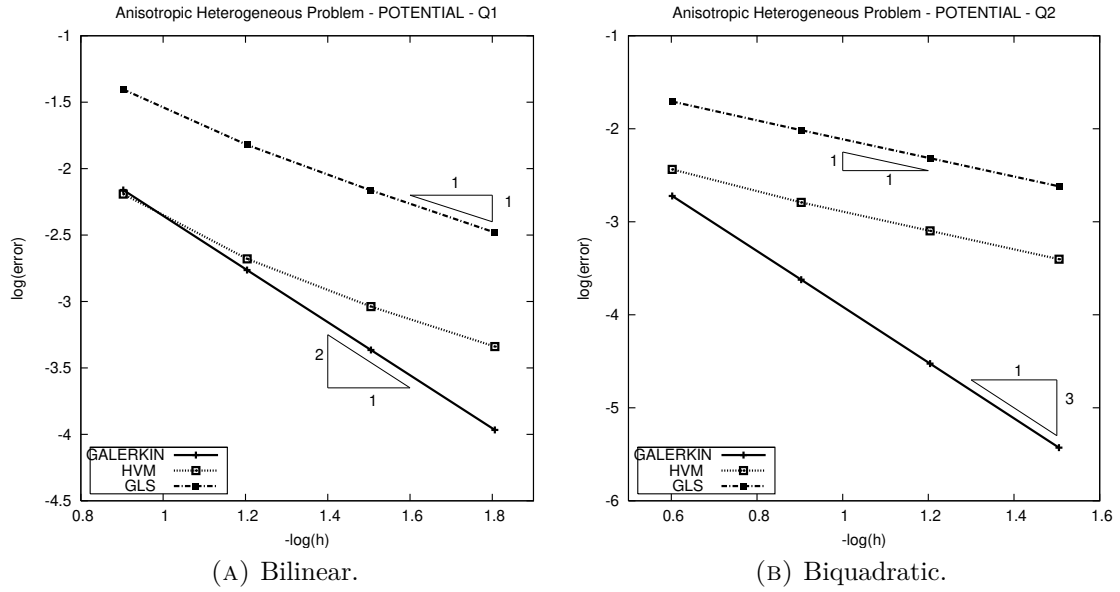 Anisotropic Heterogeneous Problem - POTENTIAL - Q1
-1
-1.5
-2
-2.5
-3
-3.5
-4
-4.5
log(error)
1
1
2
1
GALERKIN
HVM
GLS
0.8 1 1.2 1.4 1.6 1.8
-log(h)
(A) Bilinear.
Anisotropic Heterogeneous Problem - POTENTIAL - Q2
-1
-2
-3
-4
-5
-6
log(error)
1
1
1
3
GALERKIN
HVM
GLS
0.6 0.8 1 1.2 1.4 1.6
-log(h)
(B) Biquadratic.